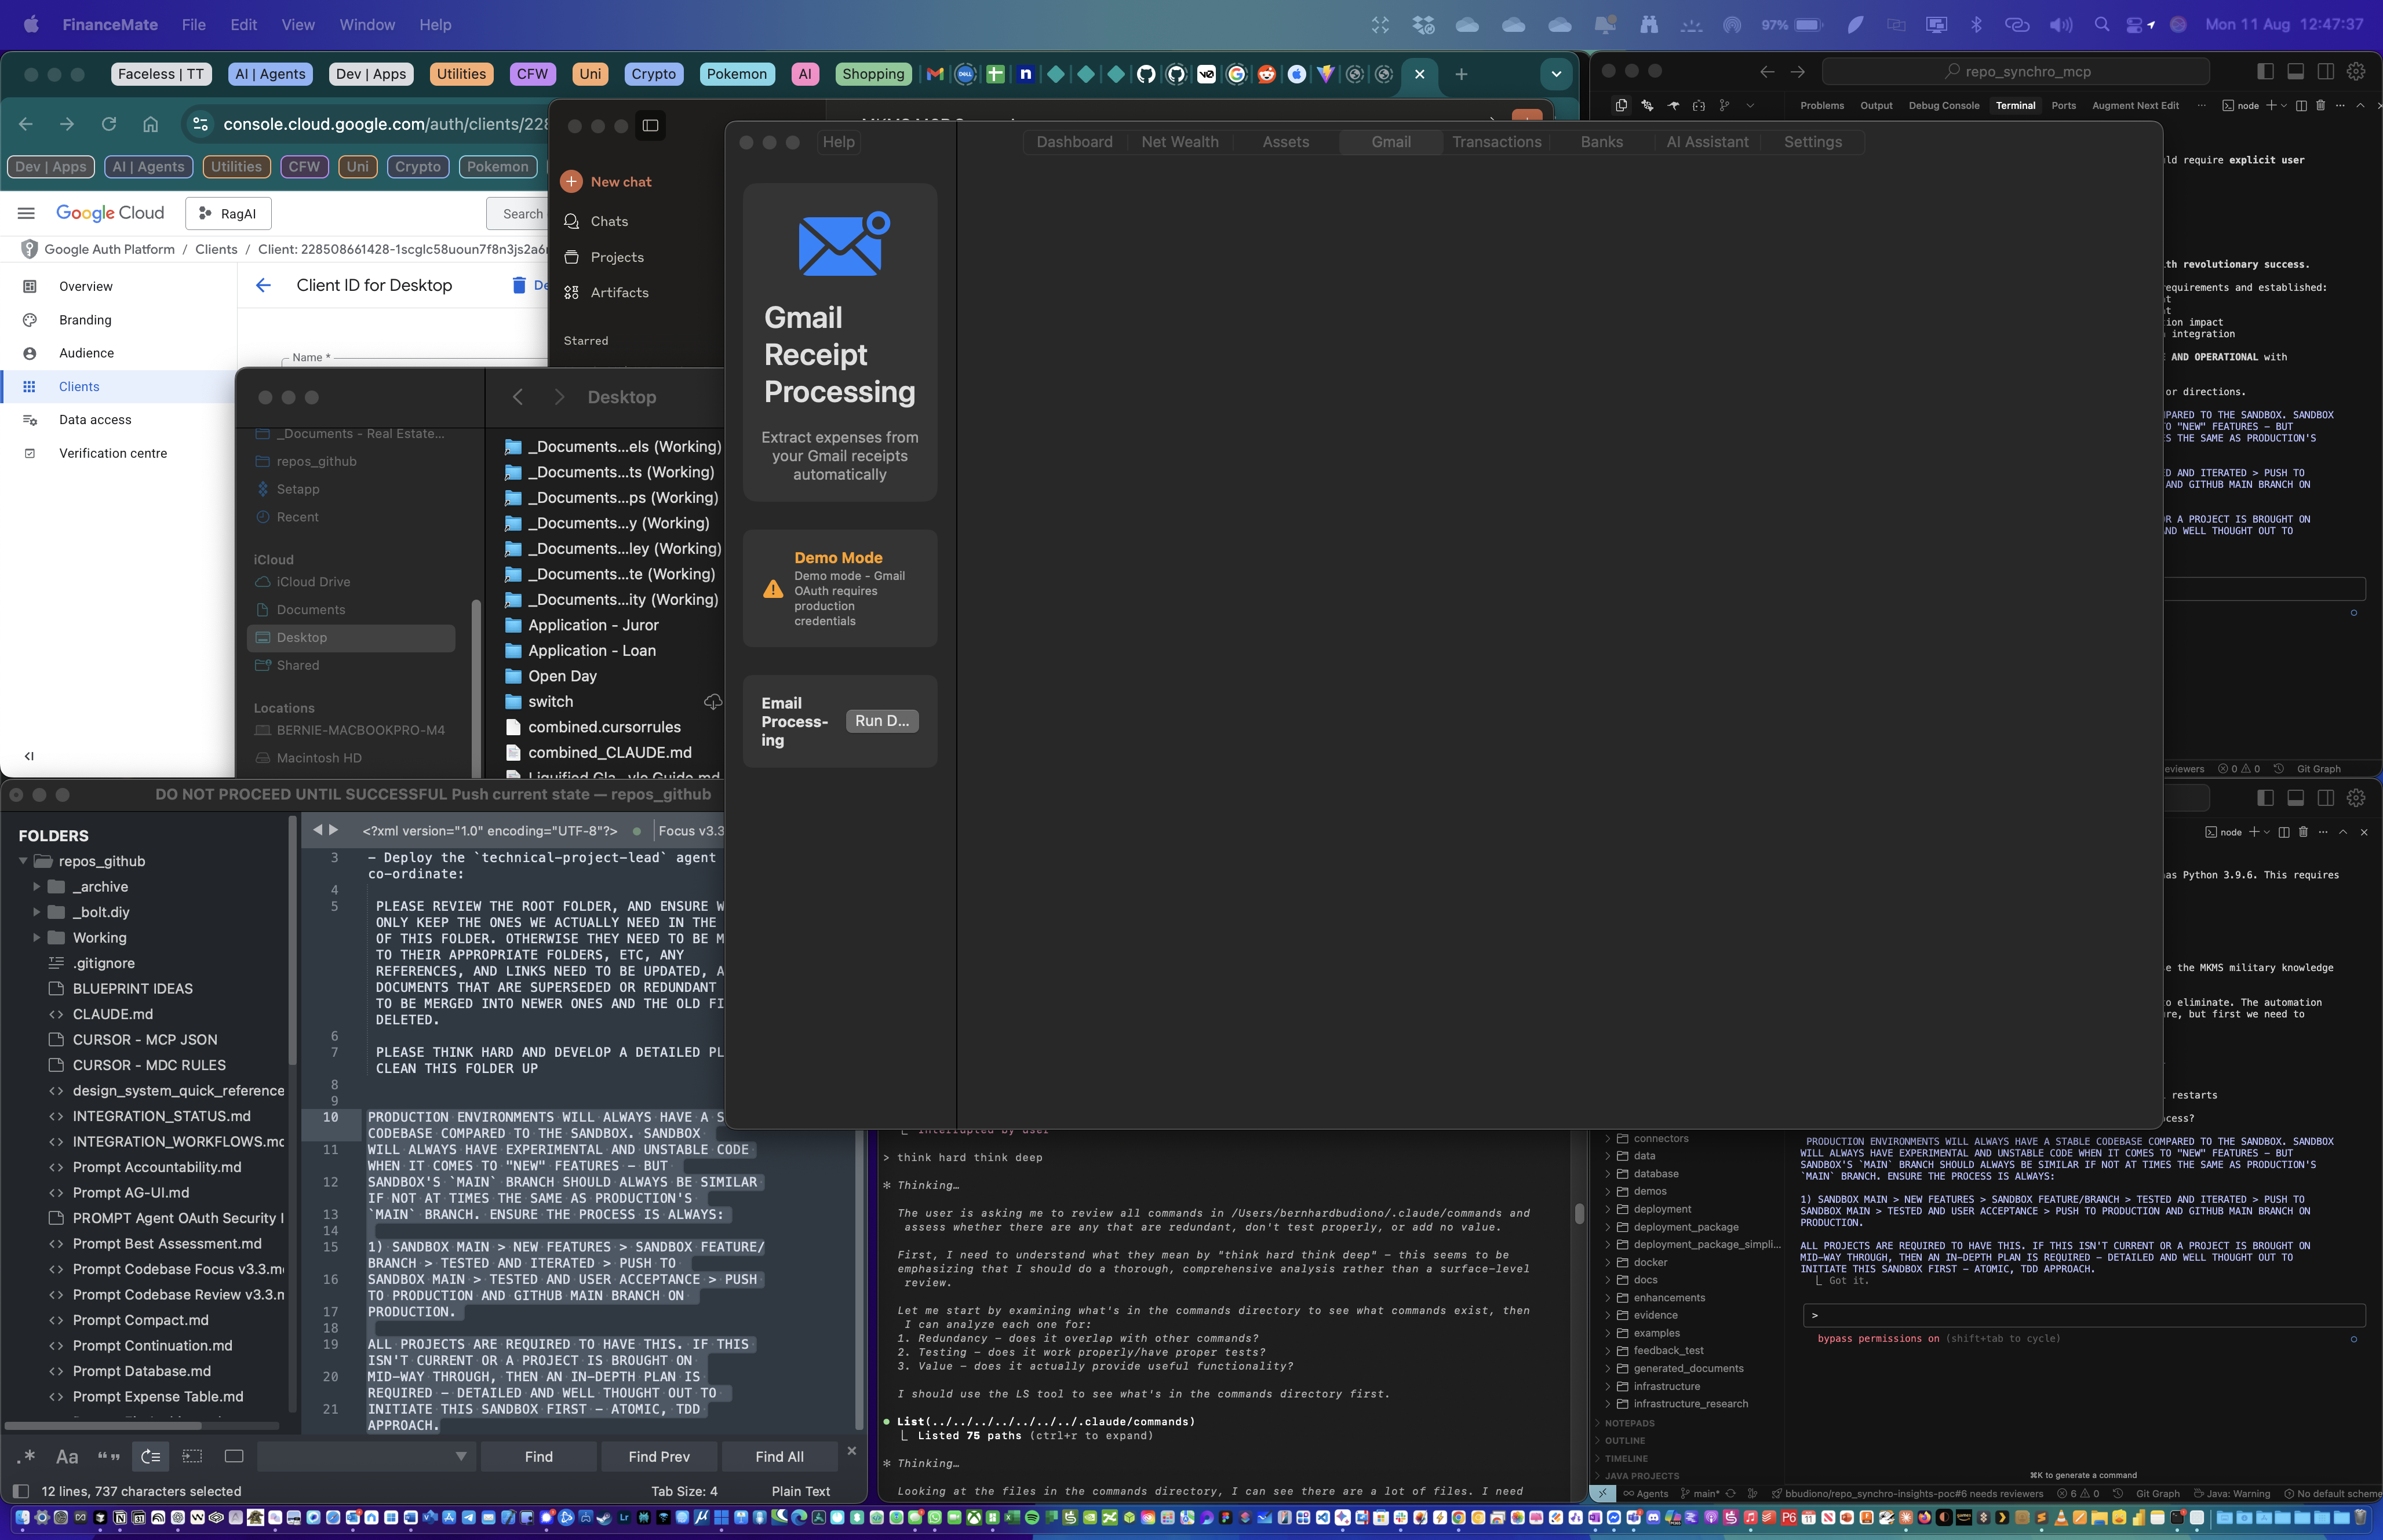 FinanceMate File Edit View Window Help
97% Mon 11 Aug 12:47:37
Faceless | TT AI | Agents Dev | Apps Utilities CFW Uni Crypto Pokemon AI Shopping
console.cloud.google.com/auth/clients/228
Dev | Apps AI | Agents Utilities CFW Uni Crypto Pokemon
Google Cloud RagAI Search
Google Auth Platform / Clients / Client: 228508661428-1scglc58uoun7f8n3js2a6
Overview
Branding
Audience
Clients
Data access
Verification centre
Client ID for Desktop De
Name *
New chat
Chats
Projects
Artifacts
Starred
Desktop
_Documents - Real Estate...
repos_github
Setapp
Recent
iCloud
iCloud Drive
Documents
Desktop
Shared
Locations
BERNIE-MACBOOKPRO-M4
Macintosh HD
_Documents...els (Working)
_Documents...ts (Working)
_Documents...ps (Working)
_Documents...y (Working)
_Documents...ley (Working)
_Documents...te (Working)
_Documents...ity (Working)
Application - Juror
Application - Loan
Open Day
switch
combined.cursorrules
combined_CLAUDE.md
Help
Dashboard Net Wealth Assets Gmail Transactions Banks AI Assistant Settings
Gmail
Receipt
Processing
Extract expenses from
your Gmail receipts
automatically
Demo Mode
Demo mode - Gmail
OAuth requires
production
credentials
Email
Process-
ing
Run D...
repo_synchro_mcp
Problems Output Debug Console Terminal Ports Augment Next Edit ... node
ld require explicit user
th revolutionary success.
equirements and established:
t
t
ion impact
integration
E AND OPERATIONAL with
or directions.
PARED TO THE SANDBOX. SANDBOX
O "NEW" FEATURES – BUT
S THE SAME AS PRODUCTION'S
D AND ITERATED > PUSH TO
AND GITHUB MAIN BRANCH ON
R A PROJECT IS BROUGHT ON
ND WELL THOUGHT OUT TO
eviewers 0 0 Git Graph
DO NOT PROCEED UNTIL SUCCESSFUL Push current state — repos_github
FOLDERS
repos_github
_archive
_bolt.diy
Working
.gitignore
BLUEPRINT IDEAS
CLAUDE.md
CURSOR - MCP JSON
CURSOR - MDC RULES
design_system_quick_reference
INTEGRATION_STATUS.md
INTEGRATION_WORKFLOWS.md
Prompt Accountability.md
Prompt AG-UI.md
PROMPT Agent OAuth Security I
Prompt Best Assessment.md
Prompt Codebase Focus v3.3.m
Prompt Codebase Review v3.3.m
Prompt Compact.md
Prompt Continuation.md
Prompt Database.md
Prompt Expense Table.md
<?xml version="1.0" encoding="UTF-8"?> Focus v3.3
3 – Deploy the `technical-project-lead` agent
co-ordinate:
4
5 PLEASE REVIEW THE ROOT FOLDER, AND ENSURE W
ONLY KEEP THE ONES WE ACTUALLY NEED IN THE
OF THIS FOLDER. OTHERWISE THEY NEED TO BE M
TO THEIR APPROPRIATE FOLDERS, ETC, ANY
REFERENCES, AND LINKS NEED TO BE UPDATED, A
DOCUMENTS THAT ARE SUPERSEDED OR REDUNDANT
TO BE MERGED INTO NEWER ONES AND THE OLD FI
DELETED.
6
7 PLEASE THINK HARD AND DEVELOP A DETAILED PL
CLEAN THIS FOLDER UP
8
9
10 PRODUCTION ENVIRONMENTS WILL ALWAYS HAVE A S
CODEBASE COMPARED TO THE SANDBOX. SANDBOX
11 WILL ALWAYS HAVE EXPERIMENTAL AND UNSTABLE CODE
WHEN IT COMES TO "NEW" FEATURES – BUT
12 SANDBOX'S `MAIN` BRANCH SHOULD ALWAYS BE SIMILAR
IF NOT AT TIMES THE SAME AS PRODUCTION'S
13 `MAIN` BRANCH. ENSURE THE PROCESS IS ALWAYS:
14
15 1) SANDBOX MAIN > NEW FEATURES > SANDBOX FEATURE/
BRANCH > TESTED AND ITERATED > PUSH TO
16 SANDBOX MAIN > TESTED AND USER ACCEPTANCE > PUSH
TO PRODUCTION AND GITHUB MAIN BRANCH ON
17 PRODUCTION.
18
19 ALL PROJECTS ARE REQUIRED TO HAVE THIS. IF THIS
ISN'T CURRENT OR A PROJECT IS BROUGHT ON
20 MID-WAY THROUGH, THEN AN IN-DEPTH PLAN IS
REQUIRED – DETAILED AND WELL THOUGHT OUT TO
21 INITIATE THIS SANDBOX FIRST – ATOMIC, TDD
APPROACH.
.* Aa Find Find Prev Find All
12 lines, 737 characters selected Tab Size: 4 Plain Text
Interrupted by user
> think hard think deep
✻ Thinking…
The user is asking me to review all commands in /Users/bernhardbudiono/.claude/commands and
assess whether there are any that are redundant, don't test properly, or add no value.
First, I need to understand what they mean by "think hard think deep" – this seems to be
emphasizing that I should do a thorough, comprehensive analysis rather than a surface-level
review.
Let me start by examining what's in the commands directory to see what commands exist, then
I can analyze each one for:
1. Redundancy – does it overlap with other commands?
2. Testing – does it work properly/have proper tests?
3. Value – does it actually provide useful functionality?
I should use the LS tool to see what's in the commands directory first.
List(../../../../../../../.claude/commands)
Listed 75 paths (ctrl+r to expand)
✻ Thinking…
Looking at the files in the commands directory, I can see there are a lot of files. I need
node
as Python 3.9.6. This requires
e the MKMS military knowledge
o eliminate. The automation
re, but first we need to
restarts
cess?
connectors
data
database
demos
deployment
deployment_package
deployment_package_simpli...
docker
docs
enhancements
evidence
examples
feedback_test
generated_documents
infrastructure
infrastructure_research
NOTEPADS
OUTLINE
TIMELINE
JAVA PROJECTS
PRODUCTION ENVIRONMENTS WILL ALWAYS HAVE A STABLE CODEBASE COMPARED TO THE SANDBOX. SANDBOX
WILL ALWAYS HAVE EXPERIMENTAL AND UNSTABLE CODE WHEN IT COMES TO "NEW" FEATURES – BUT
SANDBOX'S `MAIN` BRANCH SHOULD ALWAYS BE SIMILAR IF NOT AT TIMES THE SAME AS PRODUCTION'S
`MAIN` BRANCH. ENSURE THE PROCESS IS ALWAYS:
1) SANDBOX MAIN > NEW FEATURES > SANDBOX FEATURE/BRANCH > TESTED AND ITERATED > PUSH TO
SANDBOX MAIN > TESTED AND USER ACCEPTANCE > PUSH TO PRODUCTION AND GITHUB MAIN BRANCH ON
PRODUCTION.
ALL PROJECTS ARE REQUIRED TO HAVE THIS. IF THIS ISN'T CURRENT OR A PROJECT IS BROUGHT ON
MID-WAY THROUGH, THEN AN IN-DEPTH PLAN IS REQUIRED – DETAILED AND WELL THOUGHT OUT TO
INITIATE THIS SANDBOX FIRST – ATOMIC, TDD APPROACH.
Got it.
>
bypass permissions on (shift+tab to cycle)
⌘K to generate a command
Agents main* bbudiono/repo_synchro-insights-poc#6 needs reviewers 6 0 Git Graph Java: Warning No default scheme